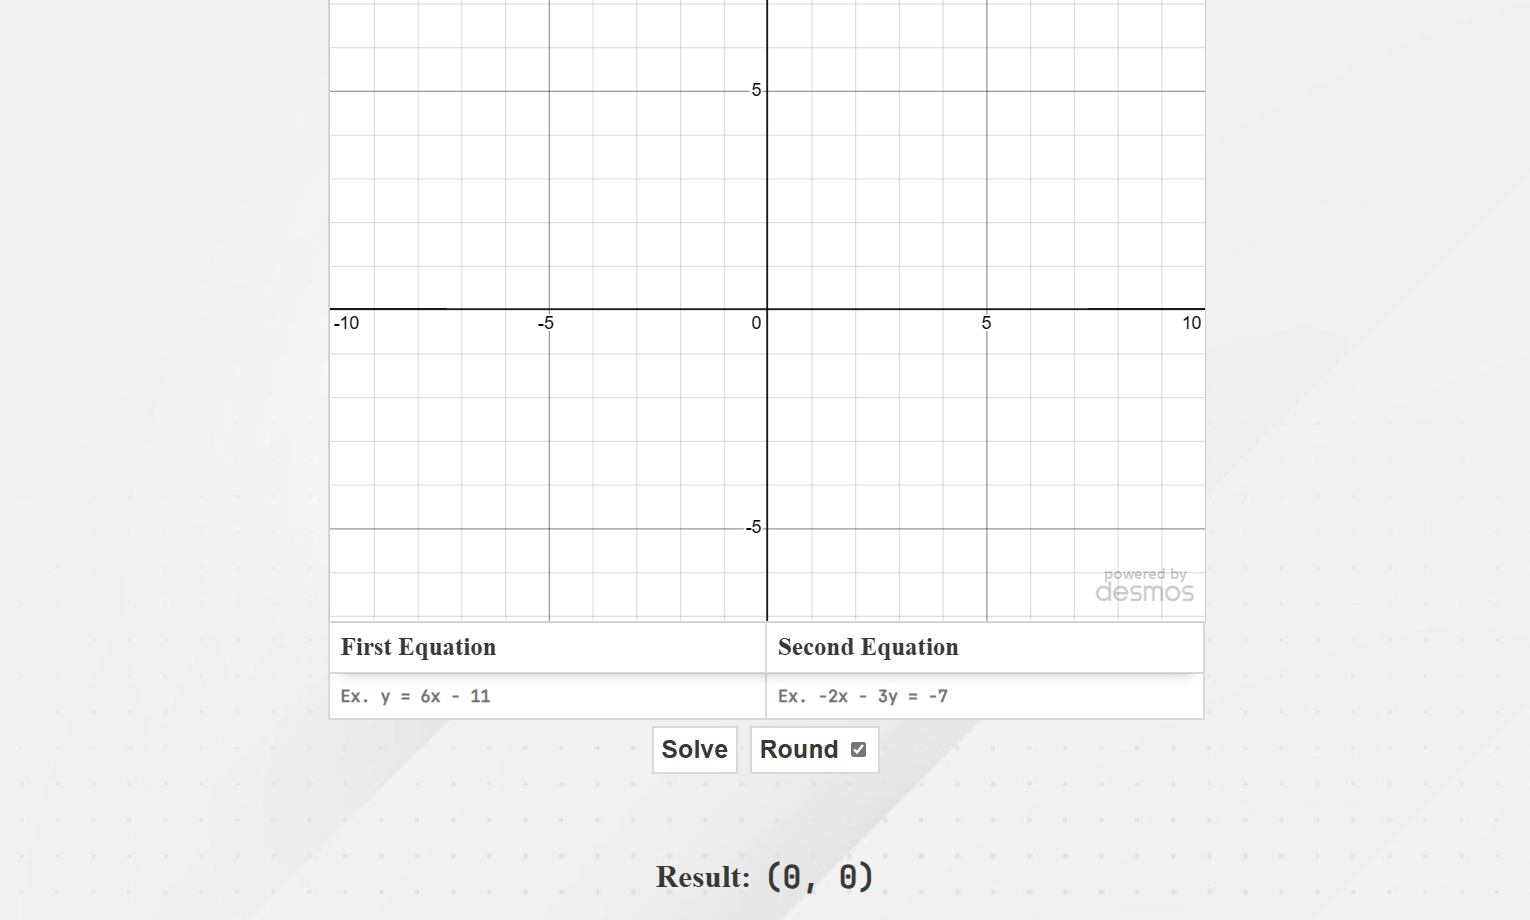 5
-10 -5 0 5 10
-5
powered by
desmos
First Equation Second Equation
Ex. y = 6x - 11 Ex. -2x - 3y = -7
Solve Round
Result: (0, 0)